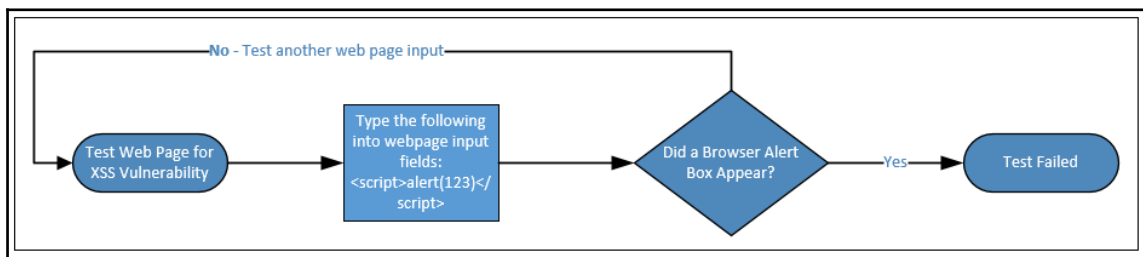 No - Test another web page input
Test Web Page for
XSS Vulnerability
Type the following
into webpage input
fields:
<script>alert(123)</
script>
Did a Browser Alert
Box Appear?
Yes
Test Failed